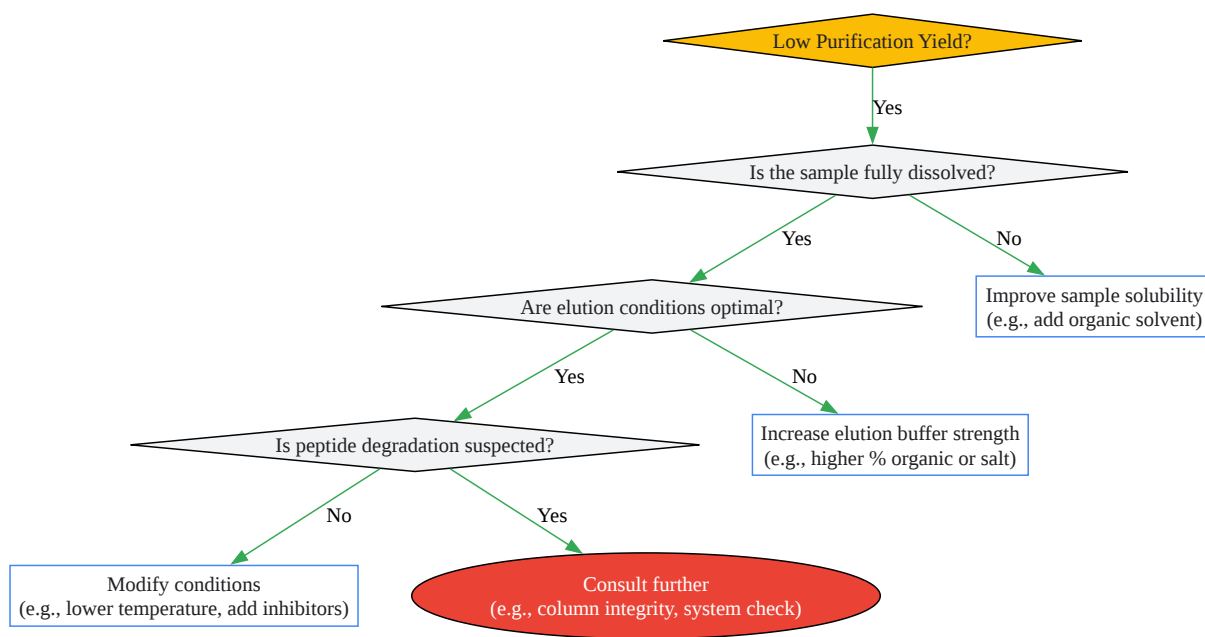 Low Purification Yield?
Yes
Is the sample fully dissolved?
Yes
No
Improve sample solubility
(e.g., add organic solvent)
Are elution conditions optimal?
Yes
No
Increase elution buffer strength
(e.g., higher % organic or salt)
Is peptide degradation suspected?
No
Yes
Modify conditions
(e.g., lower temperature, add inhibitors)
Consult further
(e.g., column integrity, system check)